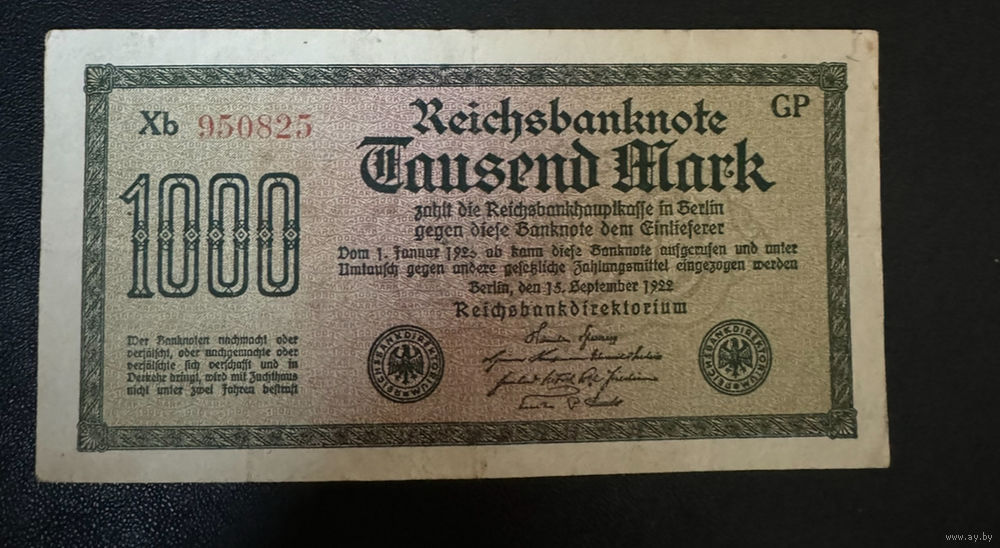 Xb 950825
GP
Reichsbanknote
Tausend Mark
1000
zahlt die Reichsbankhauptkasse in Berlin
gegen diese Banknote dem Einlieferer
Vom 1. Januar 1923 ab kann diese Banknote aufgerufen und unter
Umtausch gegen andere gesetzliche Zahlungsmittel eingezogen werden
Berlin, den 15. September 1922
Reichsbankdirektorium
Wer Banknoten nachmacht oder
verfälscht, oder nachgemachte oder
verfälschte sich verschafft und in
Verkehr bringt, wird mit Zuchthaus
nicht unter zwei Jahren bestraft
REICHSBANKDIREKTORIUM
REICHSBANKDIREKTORIUM
www.ay.by